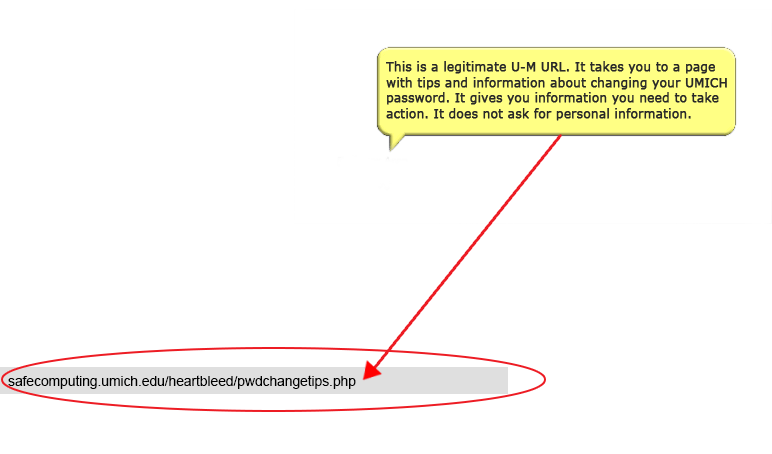 This is a legitimate U-M URL. It takes you to a page
with tips and information about changing your UMICH
password. It gives you information you need to take
action. It does not ask for personal information.
safecomputing.umich.edu/heartbleed/pwdchangetips.php